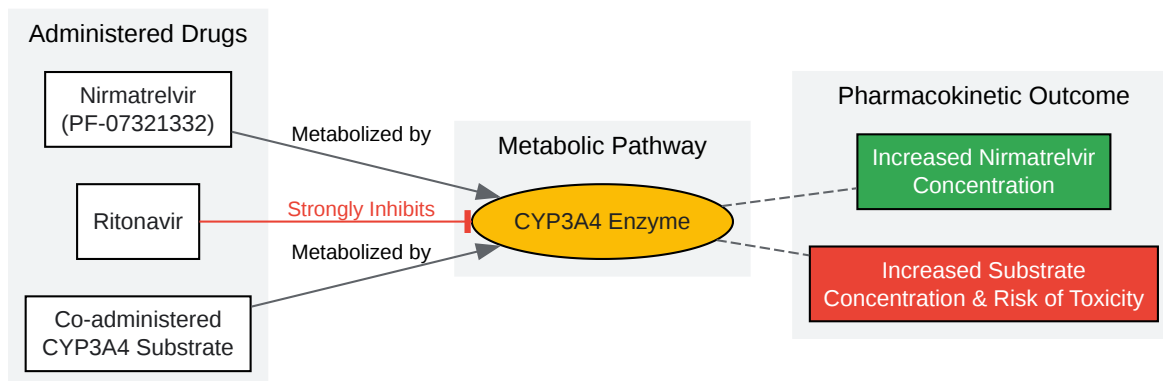 Administered Drugs
Nirmatrelvir
(PF-07321332)
Ritonavir
Co-administered
CYP3A4 Substrate
Metabolized by
Strongly Inhibits
Metabolized by
Metabolic Pathway
CYP3A4 Enzyme
Pharmacokinetic Outcome
Increased Nirmatrelvir
Concentration
Increased Substrate
Concentration & Risk of Toxicity